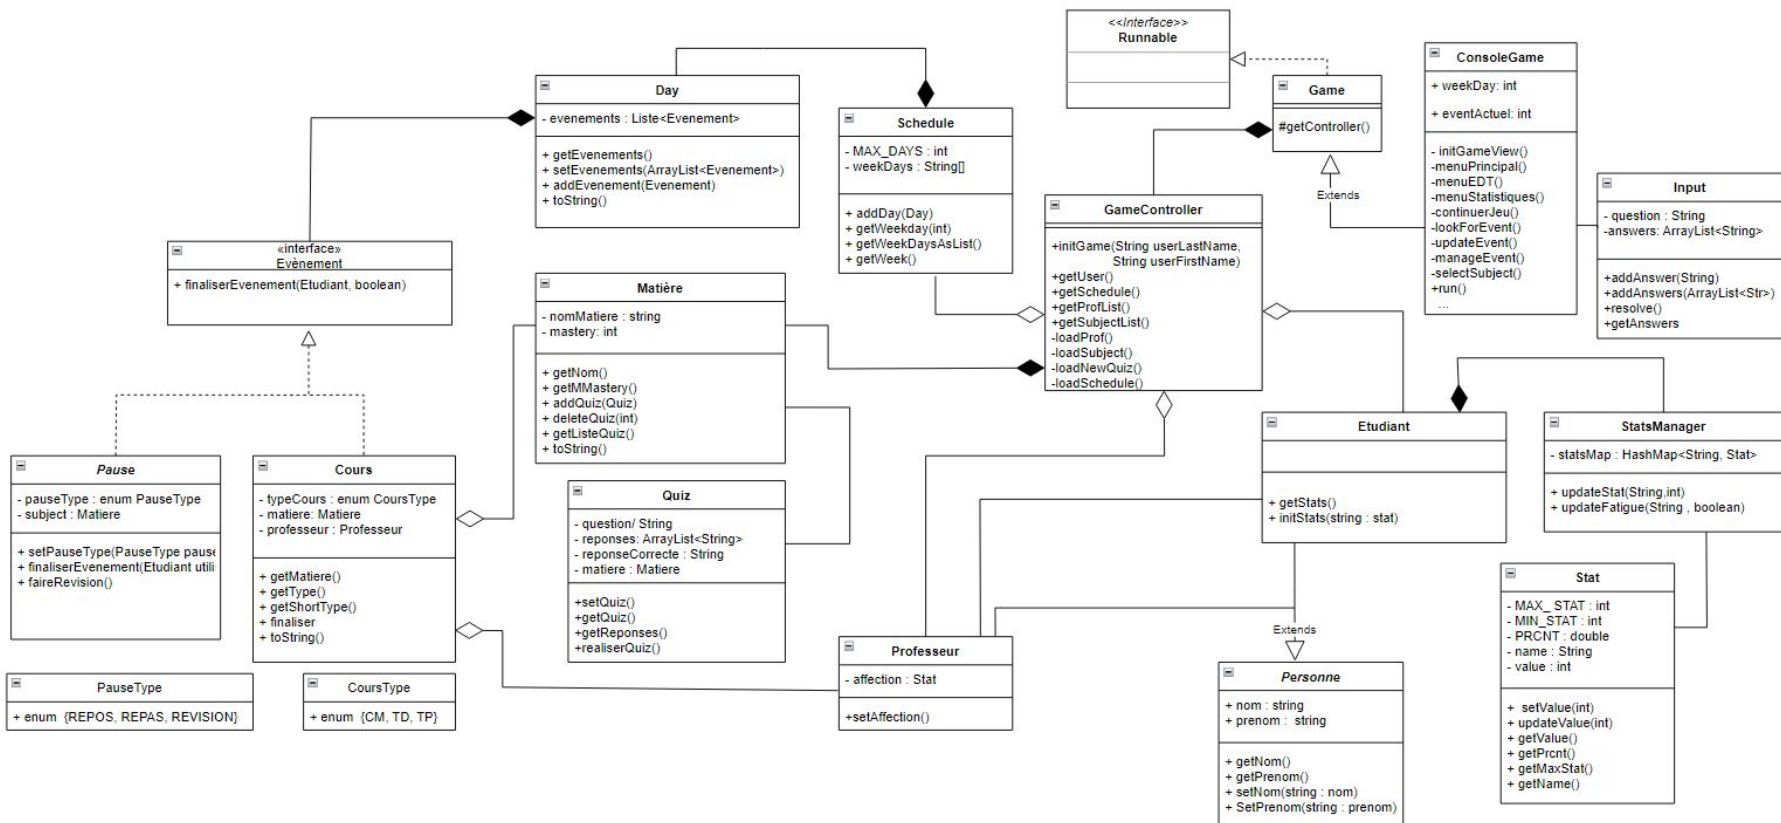 <<Interface>>
Runnable
Game
#getController()
ConsoleGame
+ weekDay: int
+ eventActuel: int
- initGameView()
-menuPrincipal()
-menuEDT()
-menuStatistiques()
-continuerJeu()
-lookForEvent()
-updateEvent()
-manageEvent()
-selectSubject()
+run()
...
Input
- question : String
-answers: ArrayList<String>
+addAnswer(String)
+addAnswers(ArrayList<Str>)
+resolve()
+getAnswers
Extends
Day
- evenements : Liste<Evenement>
+ getEvenements()
+ setEvenements(ArrayList<Evenement>)
+ addEvenement(Evenement)
+ toString()
Schedule
- MAX_DAYS : int
- weekDays : String[]
+ addDay(Day)
+ getWeekday(int)
+ getWeekDaysAsList()
+ getWeek()
GameController
+initGame(String userLastName,
String userFirstName)
+getUser()
+getSchedule()
+getProfList()
+getSubjectList()
-loadProf()
-loadSubject()
-loadNewQuiz()
-loadSchedule()
«interface»
Evènement
+ finaliserEvenement(Etudiant, boolean)
Matière
- nomMatiere : string
- mastery: int
+ getNom()
+ getMMastery()
+ addQuiz(Quiz)
+ deleteQuiz(int)
+ getListeQuiz()
+ toString()
Etudiant
+ getStats()
+ initStats(string : stat)
StatsManager
- statsMap : HashMap<String, Stat>
+ updateStat(String,int)
+ updateFatigue(String , boolean)
Pause
- pauseType : enum PauseType
- subject : Matiere
+ setPauseType(PauseType pause
+ finaliserEvenement(Etudiant utili
+ faireRevision()
Cours
- typeCours : enum CoursType
- matiere: Matiere
- professeur : Professeur
+ getMatiere()
+ getType()
+ getShortType()
+ finaliser
+ toString()
Quiz
- question/ String
- reponses: ArrayList<String>
- reponseCorrecte : String
- matiere : Matiere
+setQuiz()
+getQuiz()
+getReponses()
+realiserQuiz()
Stat
- MAX_ STAT : int
- MIN_STAT : int
- PRCNT : double
- name : String
- value : int
+ setValue(int)
+ updateValue(int)
+ getValue()
+ getPrcnt()
+ getMaxStat()
+ getName()
Extends
Professeur
- affection : Stat
+setAffection()
Personne
+ nom : string
+ prenom : string
+ getNom()
+ getPrenom()
+ setNom(string : nom)
+ SetPrenom(string : prenom)
PauseType
+ enum {REPOS, REPAS, REVISION}
CoursType
+ enum {CM, TD, TP}